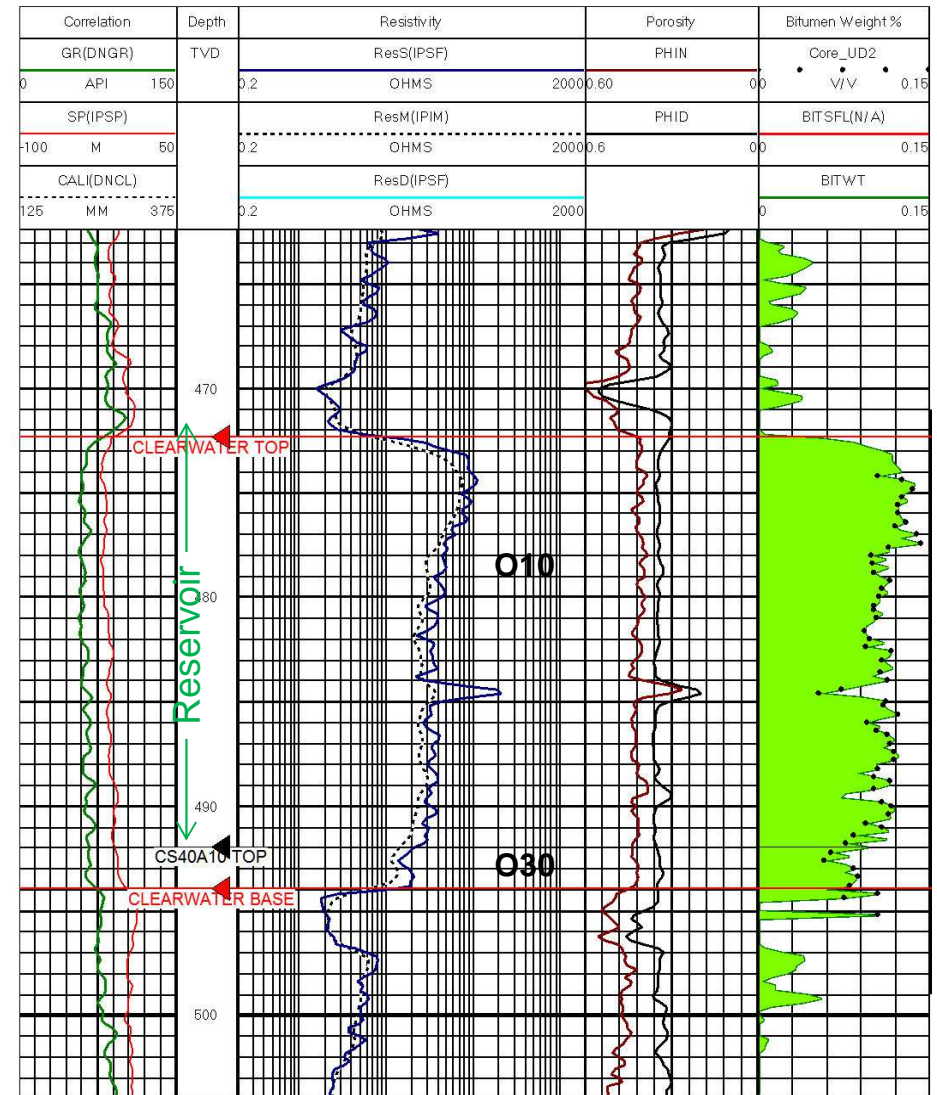 Correlation Depth Resistivity Porosity Bitumen Weight %
GR(DNGR) TVD ResS(IPSF) PHIN Core_UD2
0 API 150 0.2 OHMS 2000 0.60 0 0 V/V 0.15
SP(IPSP) ResM(IPIM) PHID BITSFL(N/A)
-100 M 50 0.2 OHMS 2000 0.6 0 0 0.15
CALI(DNCL) ResD(IPSF) BITWT
125 MM 375 0.2 OHMS 2000 0 0.15
470
CLEARWATER TOP
O10
480
Reservoir
490
CS40A10 TOP
O30
CLEARWATER BASE
500